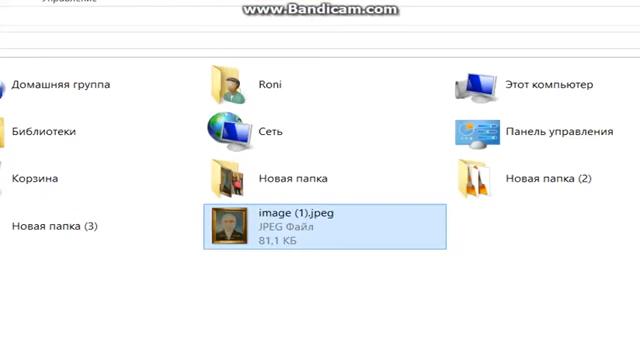 Управление
www.Bandicam.com
Домашняя группа
Roni
Этот компьютер
Библиотеки
Сеть
Панель управления
Корзина
Новая папка
Новая папка (2)
Новая папка (3)
image (1).jpeg
JPEG Файл
81,1 КБ